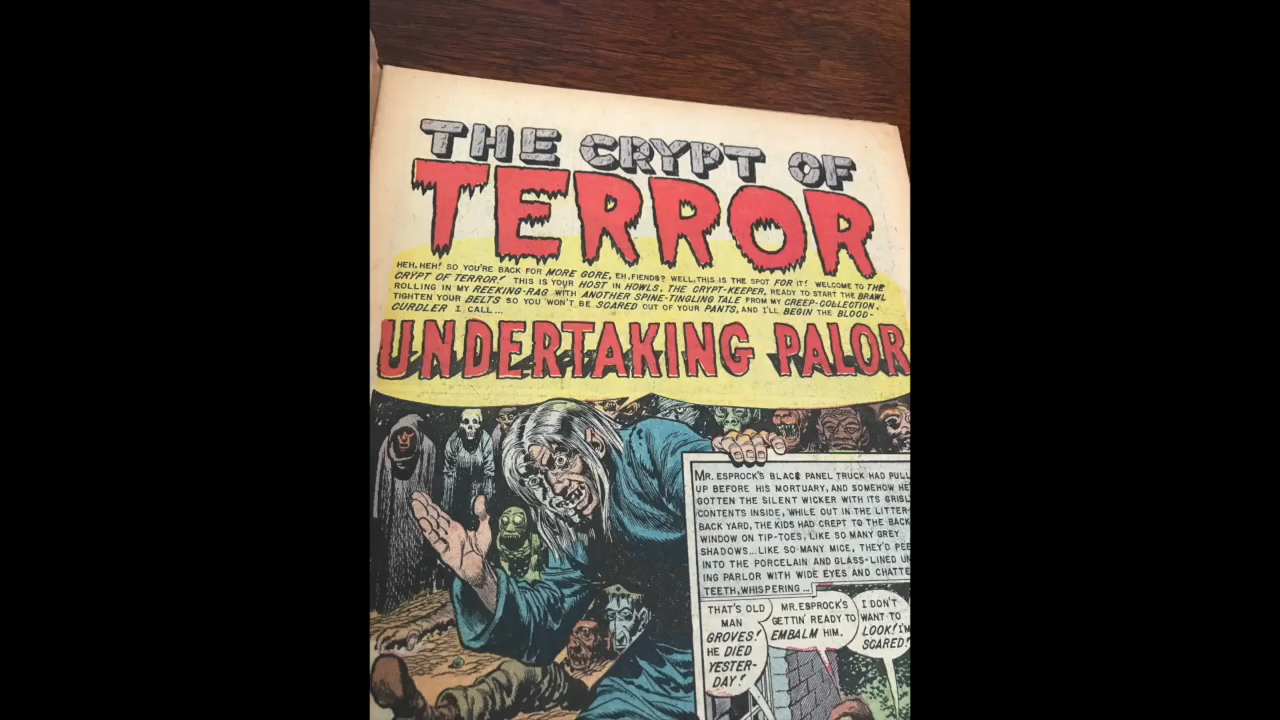 THE CRYPT OF
TERROR
HEH, HEH! SO YOU'RE BACK FOR MORE GORE, EH, FIENDS? WELL, THIS IS THE SPOT FOR IT! WELCOME TO THE
CRYPT OF TERROR! THIS IS YOUR HOST IN HOWLS, THE CRYPT-KEEPER, READY TO START THE BRAWL
ROLLING IN MY REEKING-RAG WITH ANOTHER SPINE-TINGLING TALE FROM MY CREEP-COLLECTION.
TIGHTEN YOUR BELTS SO YOU WON'T BE SCARED OUT OF YOUR PANTS, AND I'LL BEGIN THE BLOOD-
CURDLER I CALL...
UNDERTAKING PALOR
MR. ESPROCK'S BLACK PANEL TRUCK HAD PULL
UP BEFORE HIS MORTUARY, AND SOMEHOW HE
GOTTEN THE SILENT WICKER WITH ITS GRISL
CONTENTS INSIDE, WHILE OUT IN THE LITTER-
BACK YARD, THE KIDS HAD CREPT TO THE BACK
WINDOW ON TIP-TOES, LIKE SO MANY GREY
SHADOWS... LIKE SO MANY MICE, THEY'D PEE
INTO THE PORCELAIN AND GLASS-LINED UN
ING PARLOR WITH WIDE EYES AND CHATTE
TEETH, WHISPERING...
THAT'S OLD
MAN
GROVES!
HE DIED
YESTER-
DAY!
MR. ESPROCK'S
GETTIN' READY TO
EMBALM HIM.
I DON'T
WANT TO
LOOK! I'M
SCARED!